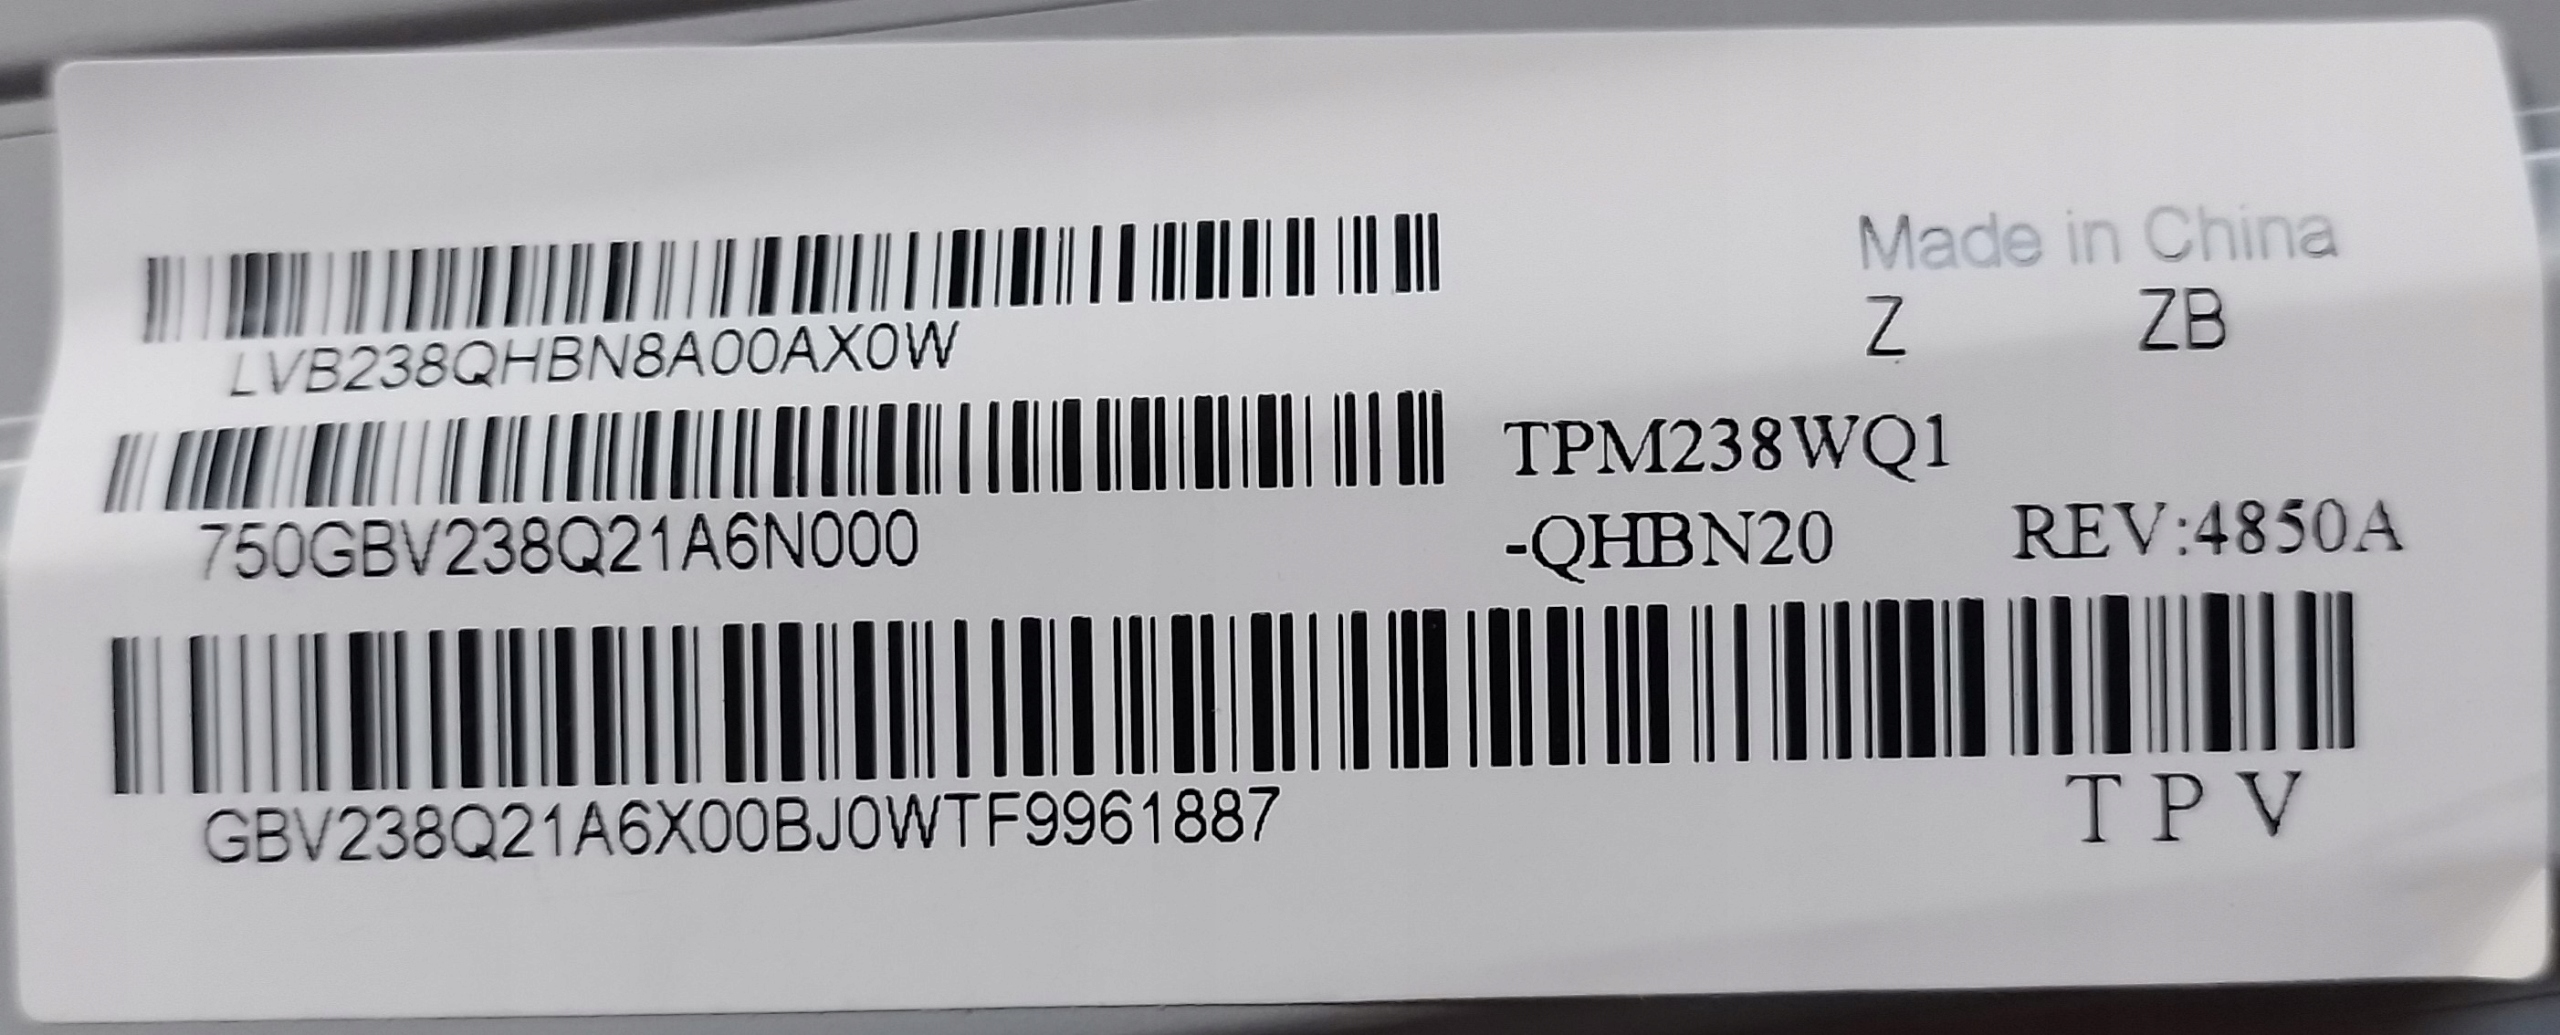 Made in China
Z ZB
LVB238QHBN8A00AX0W
TPM238WQ1
750GBV238Q21A6N000
-QHBN20 REV:4850A
GBV238Q21A6X00BJ0WTF9961887
TPV